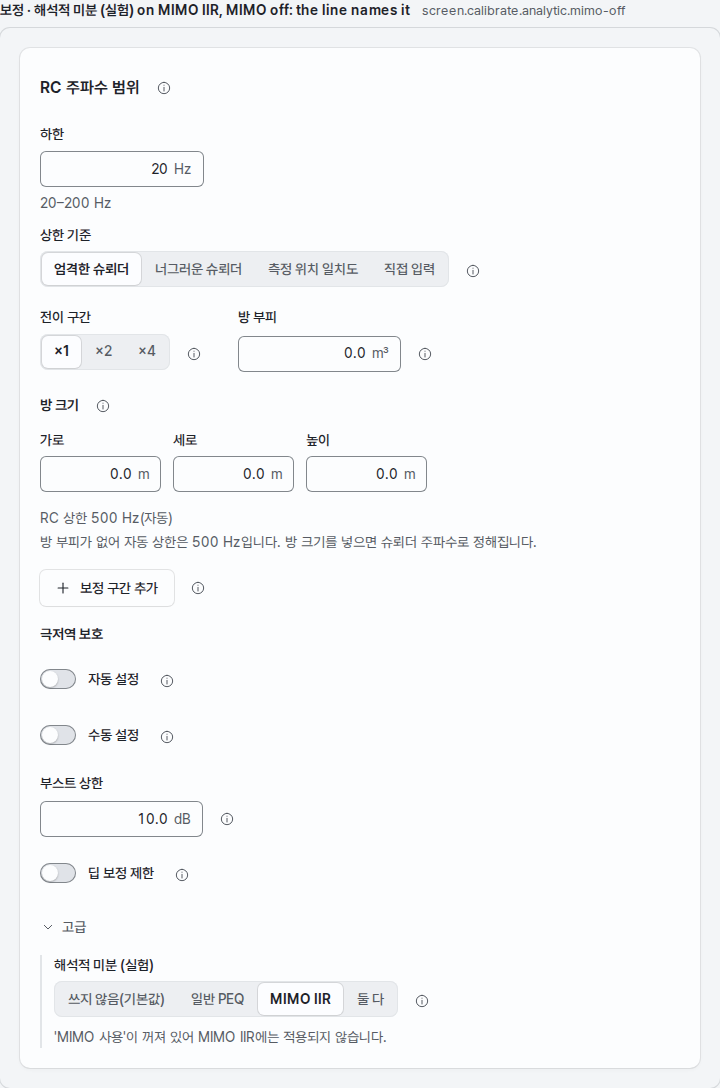 보정 · 해석적 미분 (실험) on MIMO IIR, MIMO off: the line names it screen.calibrate.analytic.mimo-off
RC 주파수 범위
하한
20 Hz
20–200 Hz
상한 기준
엄격한 슈뢰더 너그러운 슈뢰더 측정 위치 일치도 직접 입력
전이 구간 방 부피
×1 ×2 ×4 0.0 m³
방 크기
가로 세로 높이
0.0 m 0.0 m 0.0 m
RC 상한 500 Hz(자동)
방 부피가 없어 자동 상한은 500 Hz입니다. 방 크기를 넣으면 슈뢰더 주파수로 정해집니다.
보정 구간 추가
극저역 보호
자동 설정
수동 설정
부스트 상한
10.0 dB
딥 보정 제한
고급
해석적 미분 (실험)
쓰지 않음(기본값) 일반 PEQ MIMO IIR 둘 다
'MIMO 사용'이 꺼져 있어 MIMO IIR에는 적용되지 않습니다.